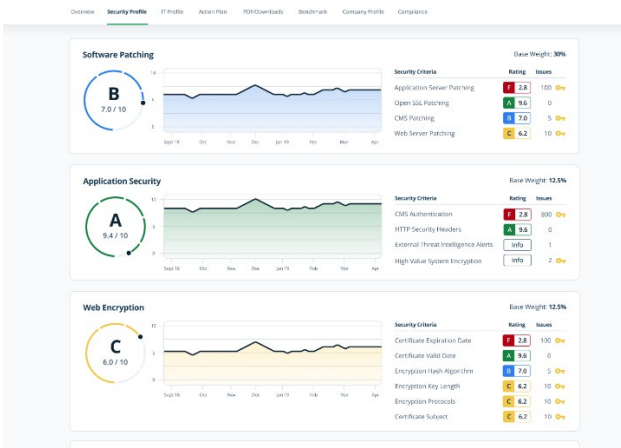 Overview Security Profile IT Profile Action Plan PDF/Downloads Benchmark Company Profile Compliance
Software Patching
Base Weight: 30%
B
7.0 / 10
10
5
0
Sept 18 Oct Nov Dec Jan 19 Feb Mar Apr
Security Criteria Rating Issues
Application Server Patching F 2.8 100
Open SSL Patching A 9.6 0
CMS Patching B 7.0 5
Web Server Patching C 6.2 10
Application Security
Base Weight: 12.5%
A
9.4 / 10
10
5
0
Sept 18 Oct Nov Dec Jan 19 Feb Mar Apr
Security Criteria Rating Issues
CMS Authentication F 2.8 800
HTTP Security Headers A 9.6 0
External Threat Intelligence Alerts Info 1
High Value System Encryption Info 2
Web Encryption
Base Weight: 12.5%
C
6.0 / 10
10
5
0
Sept 18 Oct Nov Dec Jan 19 Feb Mar Apr
Security Criteria Rating Issues
Certificate Expiration Date F 2.8 100
Certificate Valid Date A 9.6 0
Encryption Hash Algorithm B 7.0 5
Encryption Key Length C 6.2 10
Encryption Protocols C 6.2 10
Certificate Subject C 6.2 10